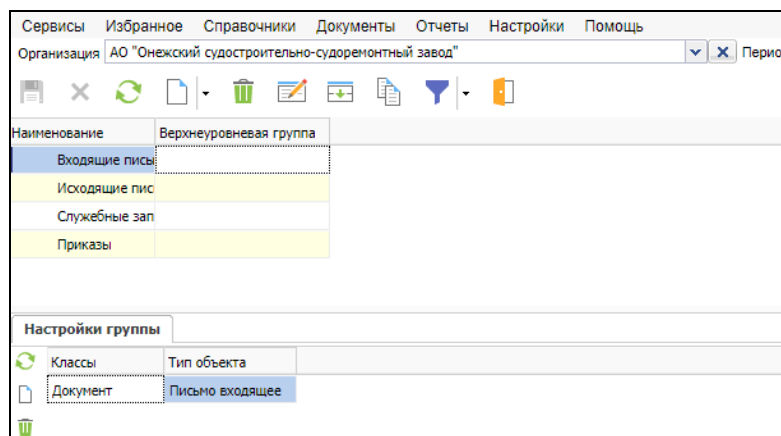 Сервисы Избранное Справочники Документы Отчеты Настройки Помощь
Организация АО "Онежский судостроительно-судоремонтный завод" Перио
Наименование Верхнеуровневая группа
Входящие письм
Исходящие пис
Служебные зап
Приказы
Настройки группы
Классы Тип объекта
Документ Письмо входящее